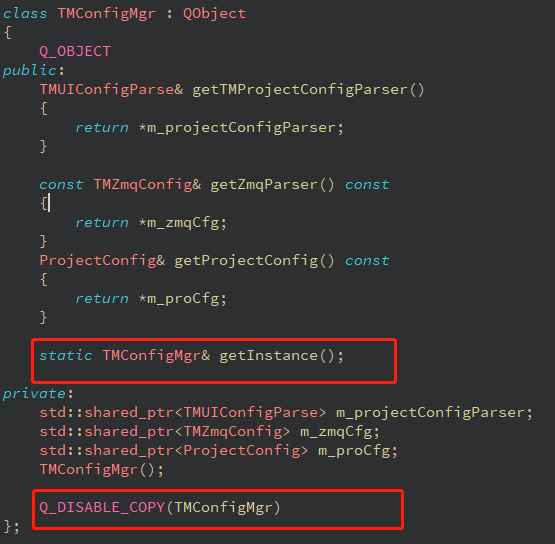 class TMConfigMgr : QObject
{
Q_OBJECT
public:
TMUIConfigParse& getTMProjectConfigParser()
{
return *m_projectConfigParser;
}
const TMZmqConfig& getZmqParser() const
{
return *m_zmqCfg;
}
ProjectConfig& getProjectConfig() const
{
return *m_proCfg;
}
static TMConfigMgr& getInstance();
private:
std::shared_ptr<TMUIConfigParse> m_projectConfigParser;
std::shared_ptr<TMZmqConfig> m_zmqCfg;
std::shared_ptr<ProjectConfig> m_proCfg;
TMConfigMgr();
Q_DISABLE_COPY(TMConfigMgr)
};